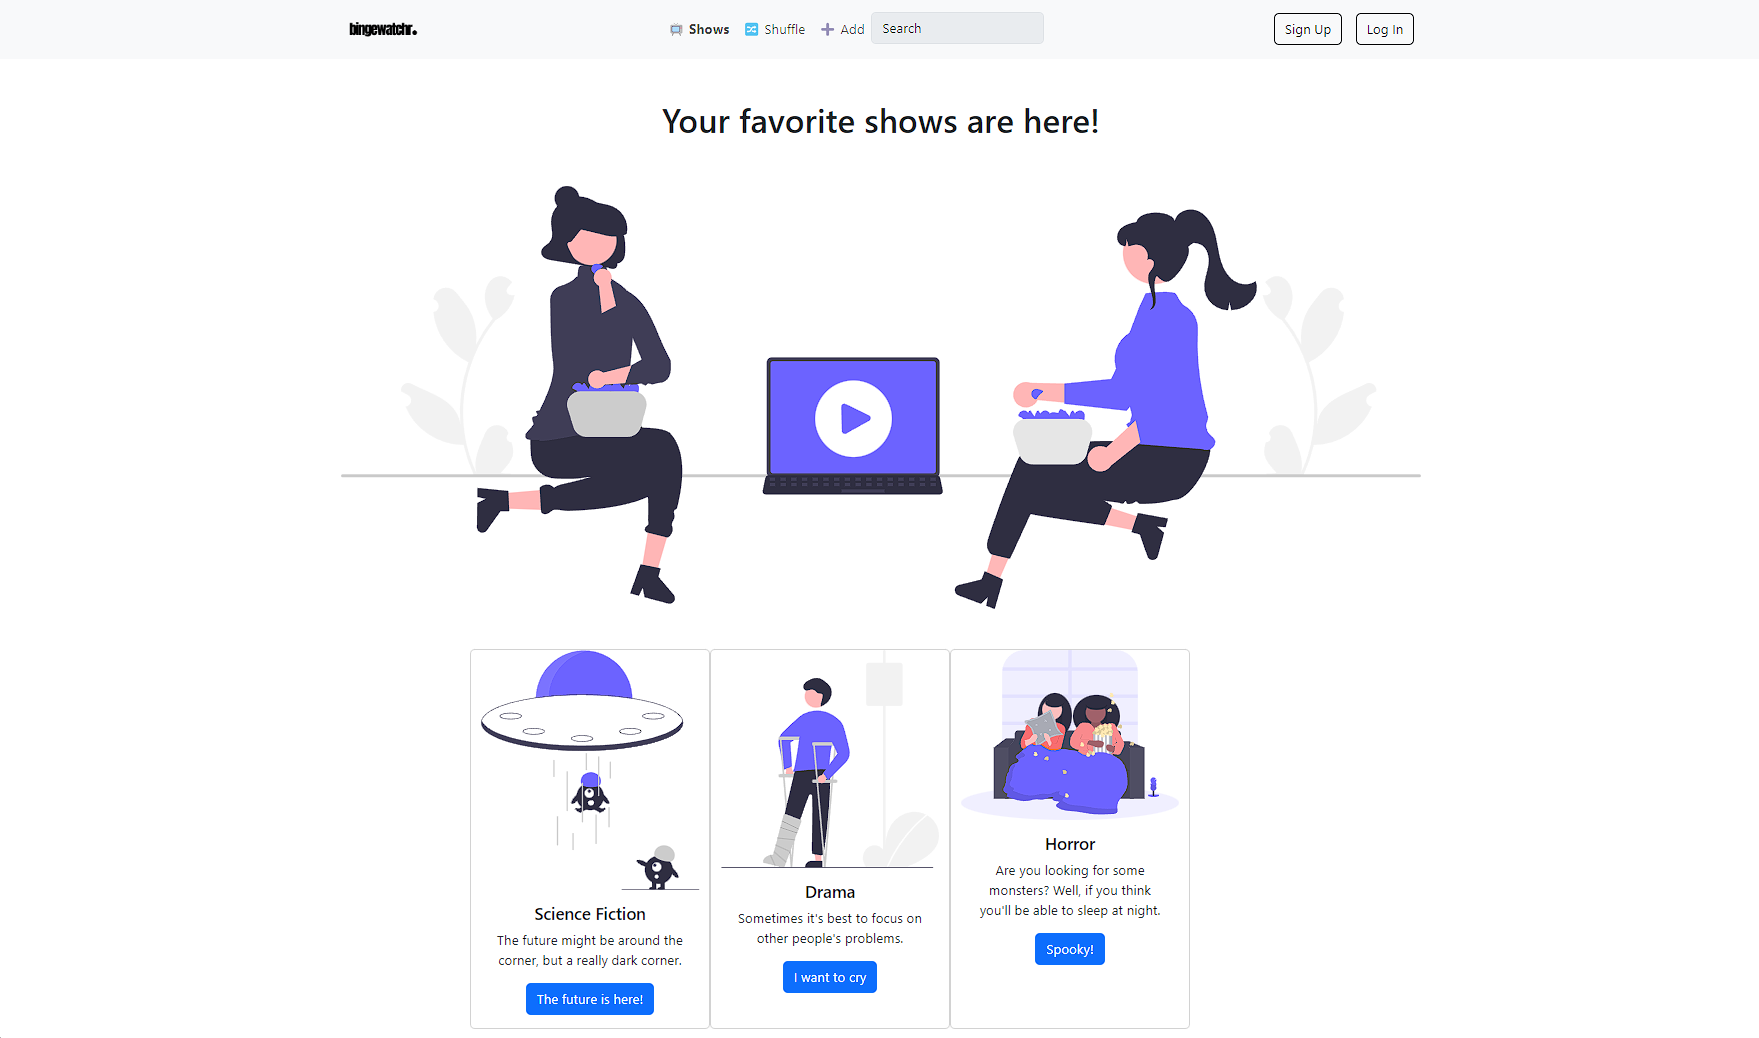 bingewatchr.
Shows
Shuffle
Add
Search
Sign Up
Log In
Your favorite shows are here!
Science Fiction
The future might be around the
corner, but a really dark corner.
The future is here!
Drama
Sometimes it's best to focus on
other people's problems.
I want to cry
Horror
Are you looking for some
monsters? Well, if you think
you'll be able to sleep at night.
Spooky!